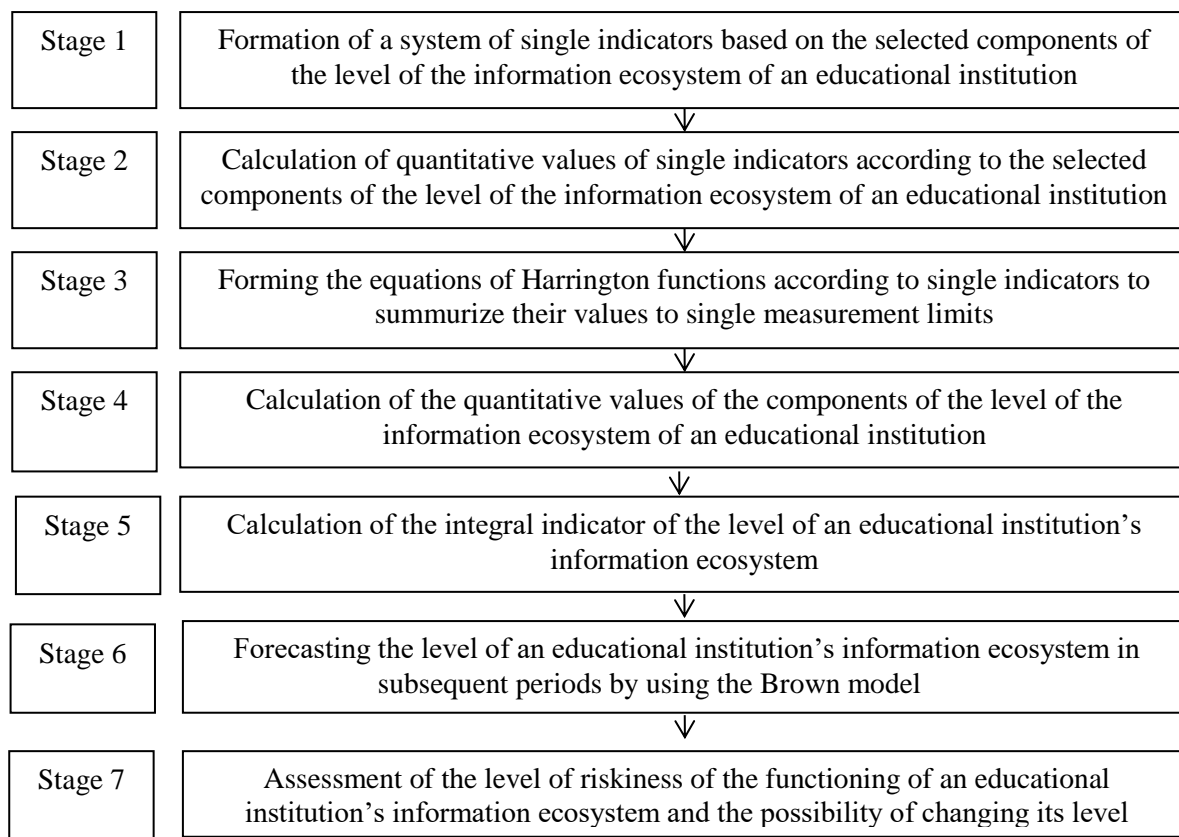 Stage 1
Formation of a system of single indicators based on the selected components of
the level of the information ecosystem of an educational institution
Stage 2
Calculation of quantitative values of single indicators according to the selected
components of the level of the information ecosystem of an educational institution
Stage 3
Forming the equations of Harrington functions according to single indicators to
summurize their values to single measurement limits
Stage 4
Calculation of the quantitative values of the components of the level of the
information ecosystem of an educational institution
Stage 5
Calculation of the integral indicator of the level of an educational institution’s
information ecosystem
Stage 6
Forecasting the level of an educational institution’s information ecosystem in
subsequent periods by using the Brown model
Stage 7
Assessment of the level of riskiness of the functioning of an educational
institution’s information ecosystem and the possibility of changing its level